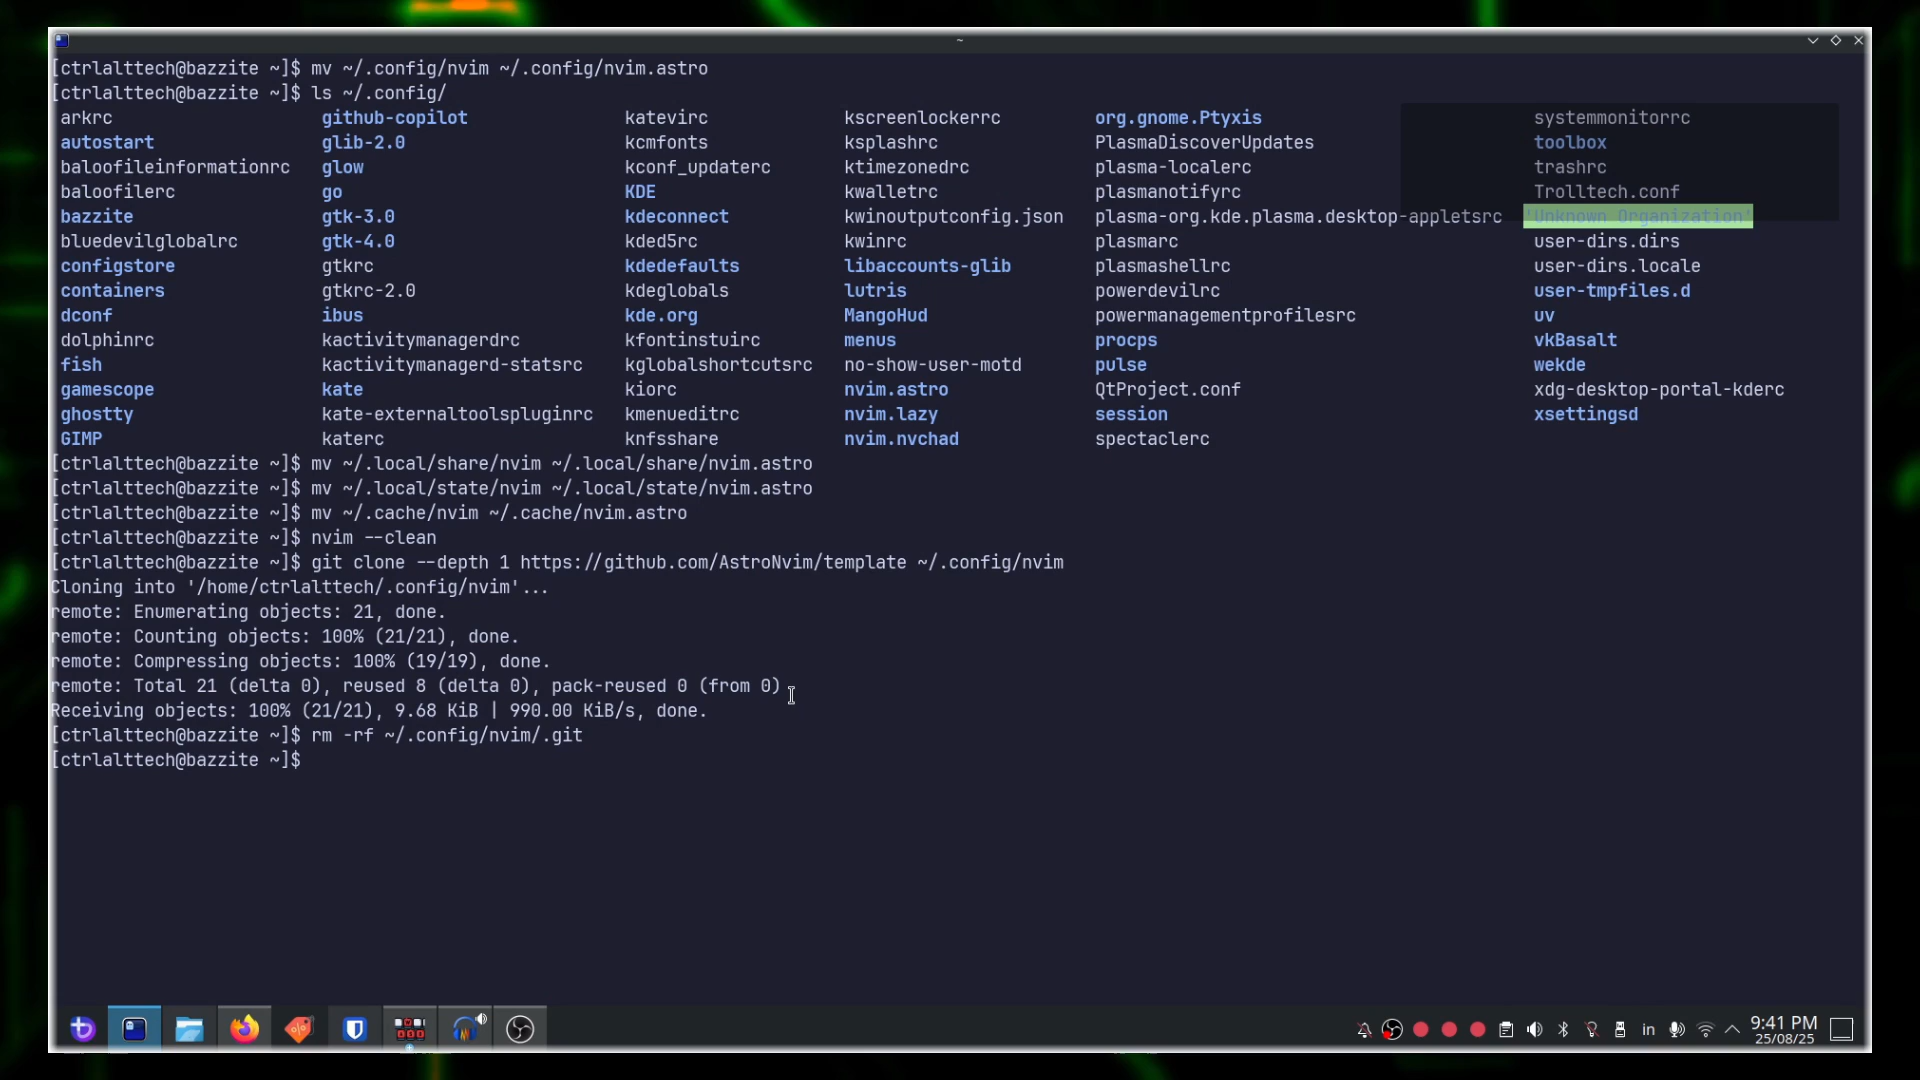 ~
[ctrlalttech@bazzite ~]$ mv ~/.config/nvim ~/.config/nvim.astro
[ctrlalttech@bazzite ~]$ ls ~/.config/
arkrc github-copilot katevirc kscreenlockerrc org.gnome.Ptyxis systemmonitorrc
autostart glib-2.0 kcmfonts ksplashrc PlasmaDiscoverUpdates toolbox
baloofileinformationrc glow kconf_updaterc ktimezonedrc plasma-localerc trashrc
baloofilerc go KDE kwalletrc plasmanotifyrc Trolltech.conf
bazzite gtk-3.0 kdeconnect kwinoutputconfig.json plasma-org.kde.plasma.desktop-appletsrc 'Unknown Organization'
bluedevilglobalrc gtk-4.0 kded5rc kwinrc plasmarc user-dirs.dirs
configstore gtkrc kdedefaults libaccounts-glib plasmashellrc user-dirs.locale
containers gtkrc-2.0 kdeglobals lutris powerdevilrc user-tmpfiles.d
dconf ibus kde.org MangoHud powermanagementprofilesrc uv
dolphinrc kactivitymanagerdrc kfontinstuirc menus procps vkBasalt
fish kactivitymanagerd-statsrc kglobalshortcutsrc no-show-user-motd pulse wekde
gamescope kate kiorc nvim.astro QtProject.conf xdg-desktop-portal-kderc
ghostty kate-externaltoolspluginrc kmenueditrc nvim.lazy session xsettingsd
GIMP katerc knfsshare nvim.nvchad spectaclerc
[ctrlalttech@bazzite ~]$ mv ~/.local/share/nvim ~/.local/share/nvim.astro
[ctrlalttech@bazzite ~]$ mv ~/.local/state/nvim ~/.local/state/nvim.astro
[ctrlalttech@bazzite ~]$ mv ~/.cache/nvim ~/.cache/nvim.astro
[ctrlalttech@bazzite ~]$ nvim --clean
[ctrlalttech@bazzite ~]$ git clone --depth 1 https://github.com/AstroNvim/template ~/.config/nvim
Cloning into '/home/ctrlalttech/.config/nvim'...
remote: Enumerating objects: 21, done.
remote: Counting objects: 100% (21/21), done.
remote: Compressing objects: 100% (19/19), done.
remote: Total 21 (delta 0), reused 8 (delta 0), pack-reused 0 (from 0)
Receiving objects: 100% (21/21), 9.68 KiB | 990.00 KiB/s, done.
[ctrlalttech@bazzite ~]$ rm -rf ~/.config/nvim/.git
[ctrlalttech@bazzite ~]$
in 9:41 PM
25/08/25